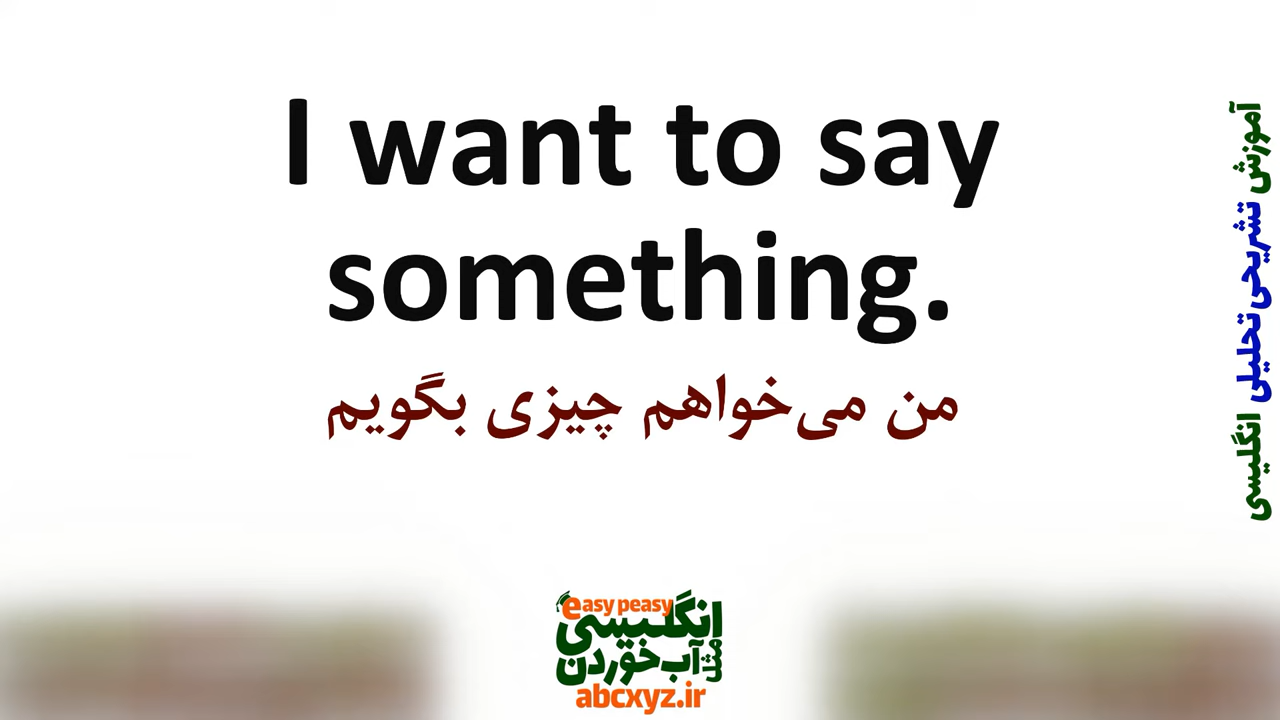 I want to say
something.
من می‌خواهم چیزی بگویم
آموزش تشریحی تحلیلی انگلیسی
easy peasy
انگلیسی
مثل آب خوردن
abcxyz.ir